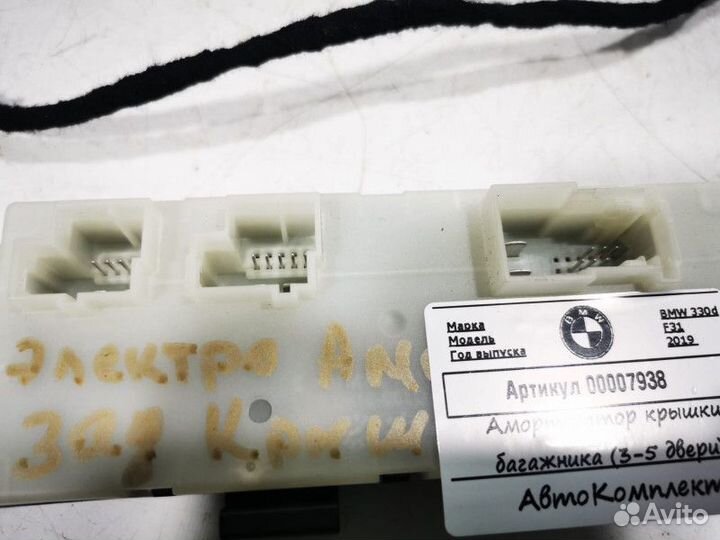 Марка BMW 330d
Модель F31
Год выпуска 2019
BMW
Артикул 00007938
Амортизатор крышки
багажника (3-5 двери
АвтоКомплект
Электро Амо
зад Крыш
Avito